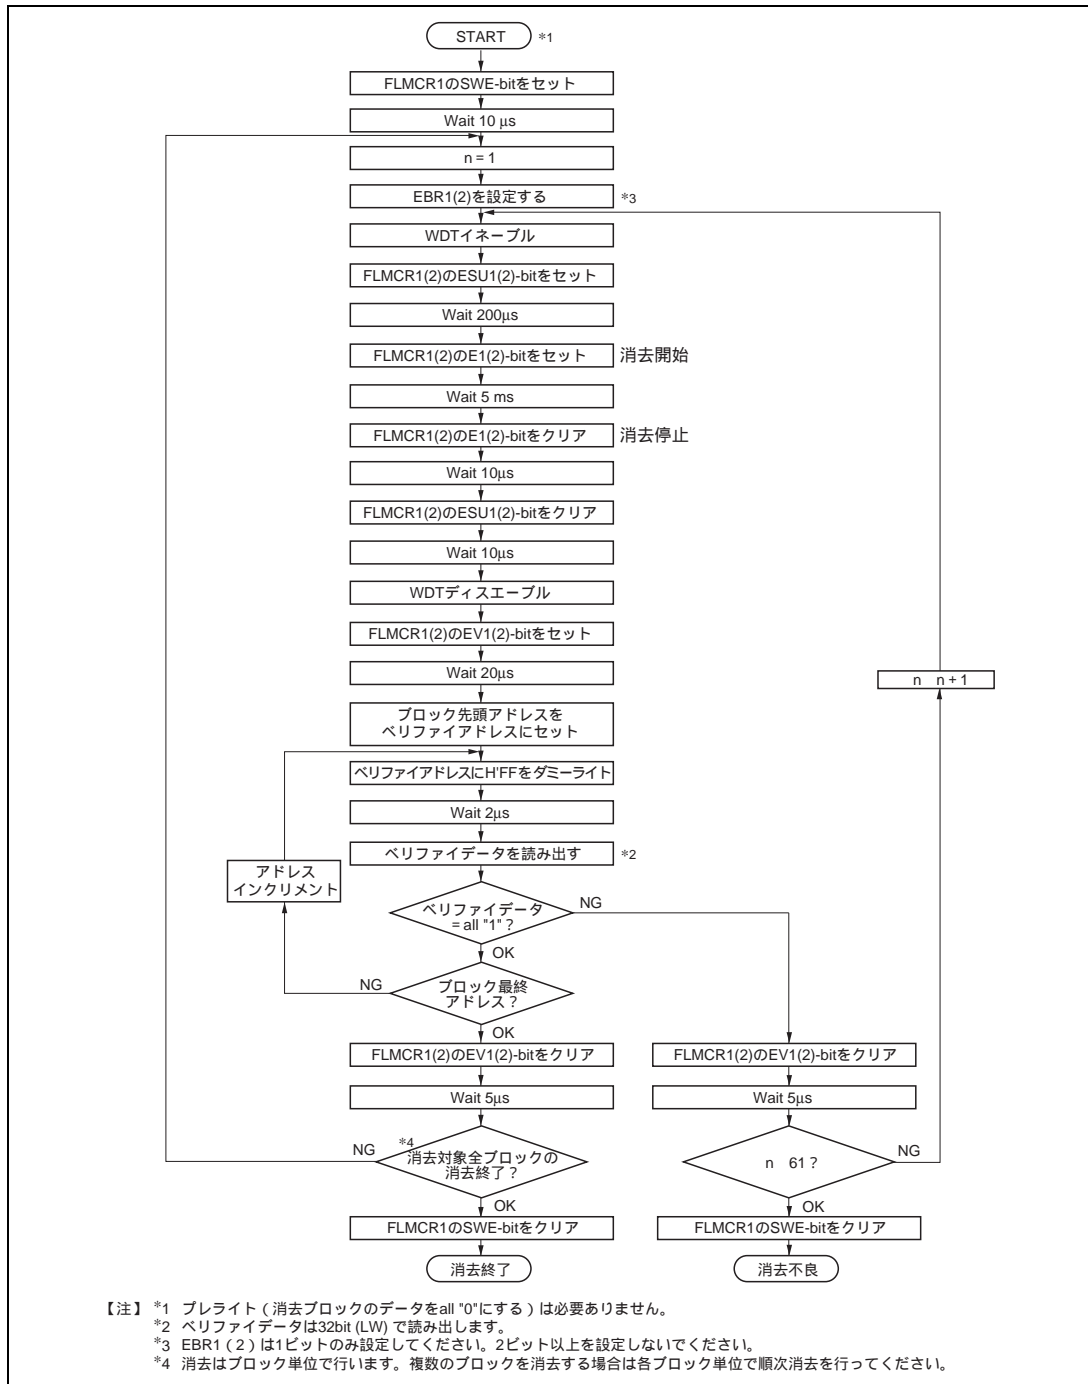 START *1
FLMCR1のSWE-bitをセット
Wait 10 μs
n = 1
EBR1(2)を設定する *3
WDTイネーブル
FLMCR1(2)のESU1(2)-bitをセット
Wait 200μs
FLMCR1(2)のE1(2)-bitをセット 消去開始
Wait 5 ms
FLMCR1(2)のE1(2)-bitをクリア 消去停止
Wait 10μs
FLMCR1(2)のESU1(2)-bitをクリア
Wait 10μs
WDTディスエーブル
FLMCR1(2)のEV1(2)-bitをセット
Wait 20μs
n n + 1
ブロック先頭アドレスを
ベリファイアドレスにセット
ベリファイアドレスにH'FFをダミーライト
Wait 2μs
ベリファイデータを読み出す *2
アドレス
インクリメント
ベリファイデータ
= all "1" ?
NG
OK
ブロック最終
アドレス？
NG
OK
FLMCR1(2)のEV1(2)-bitをクリア
Wait 5μs
*4
消去対象全ブロックの
消去終了？
NG
OK
FLMCR1のSWE-bitをクリア
消去終了
FLMCR1(2)のEV1(2)-bitをクリア
Wait 5μs
n 61 ?
NG
OK
FLMCR1のSWE-bitをクリア
消去不良
【注】 *1 プレライト（消去ブロックのデータをall "0"にする）は必要ありません。
*2 ベリファイデータは32bit (LW) で読み出します。
*3 EBR1（2）は1ビットのみ設定してください。2ビット以上を設定しないでください。
*4 消去はブロック単位で行います。複数のブロックを消去する場合は各ブロック単位で順次消去を行ってください。